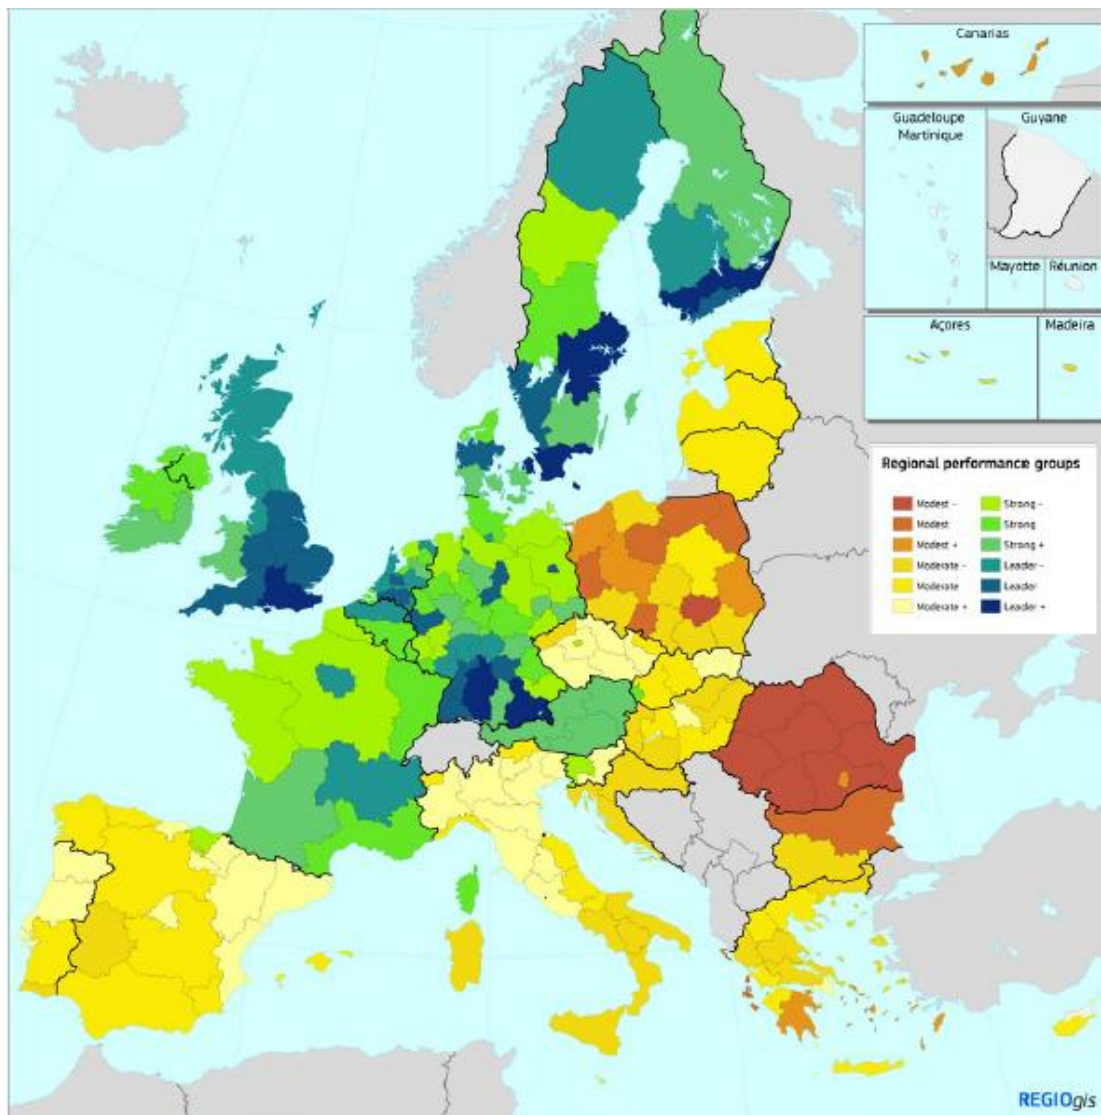 Canarias
Guadeloupe
Martinique
Guyane
Mayotte
Réunion
Açores
Madeira
Regional performance groups
Modest -
Modest
Modest +
Moderate -
Moderate
Moderate +
Strong -
Strong
Strong +
Leader -
Leader
Leader +
REGIOgis